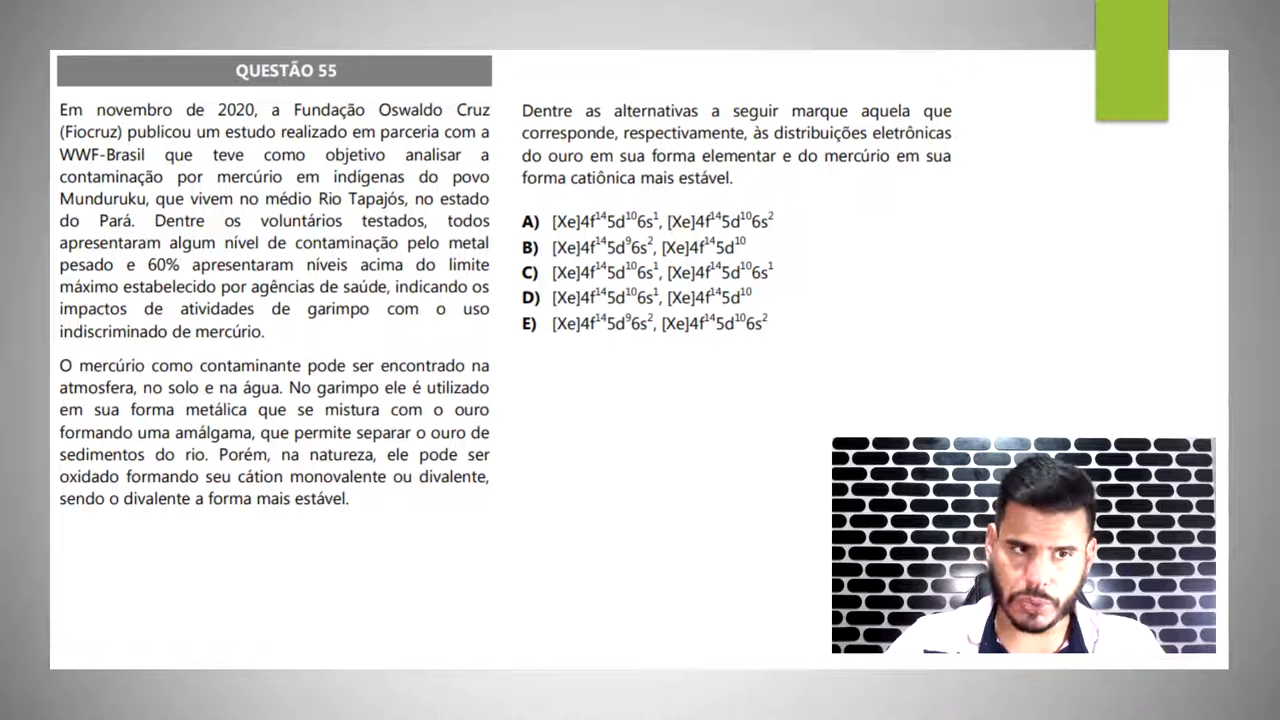 QUESTÃO 55
Em novembro de 2020, a Fundação Oswaldo Cruz
(Fiocruz) publicou um estudo realizado em parceria com a
WWF-Brasil que teve como objetivo analisar a
contaminação por mercúrio em indígenas do povo
Munduruku, que vivem no médio Rio Tapajós, no estado
do Pará. Dentre os voluntários testados, todos
apresentaram algum nível de contaminação pelo metal
pesado e 60% apresentaram níveis acima do limite
máximo estabelecido por agências de saúde, indicando os
impactos de atividades de garimpo com o uso
indiscriminado de mercúrio.
O mercúrio como contaminante pode ser encontrado na
atmosfera, no solo e na água. No garimpo ele é utilizado
em sua forma metálica que se mistura com o ouro
formando uma amálgama, que permite separar o ouro de
sedimentos do rio. Porém, na natureza, ele pode ser
oxidado formando seu cátion monovalente ou divalente,
sendo o divalente a forma mais estável.
Dentre as alternativas a seguir marque aquela que
corresponde, respectivamente, às distribuições eletrônicas
do ouro em sua forma elementar e do mercúrio em sua
forma catiônica mais estável.
A) [Xe]4f¹⁴5d¹⁰6s¹, [Xe]4f¹⁴5d¹⁰6s²
B) [Xe]4f¹⁴5d⁹6s², [Xe]4f¹⁴5d¹⁰
C) [Xe]4f¹⁴5d¹⁰6s¹, [Xe]4f¹⁴5d¹⁰6s¹
D) [Xe]4f¹⁴5d¹⁰6s¹, [Xe]4f¹⁴5d¹⁰
E) [Xe]4f¹⁴5d⁹6s², [Xe]4f¹⁴5d¹⁰6s²